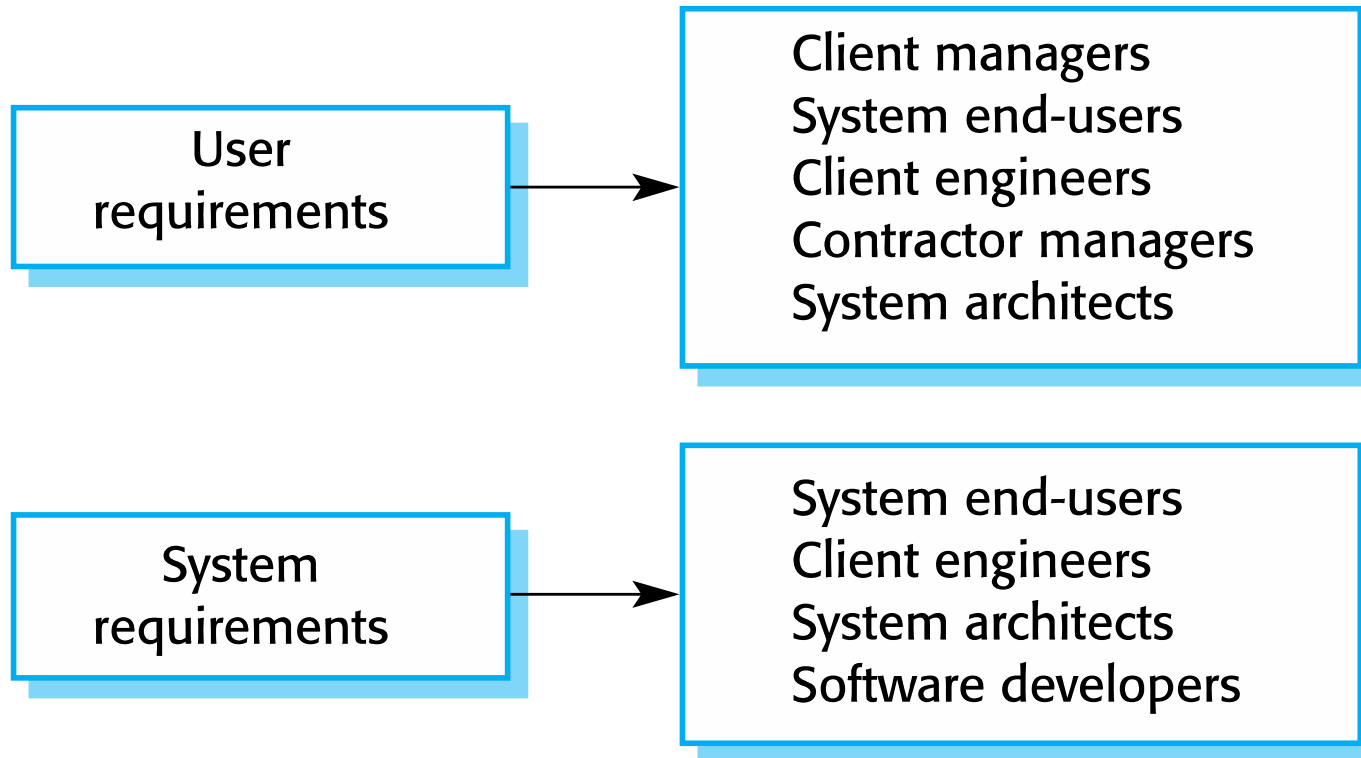 User
requirements
Client managers
System end-users
Client engineers
Contractor managers
System architects
System
requirements
System end-users
Client engineers
System architects
Software developers